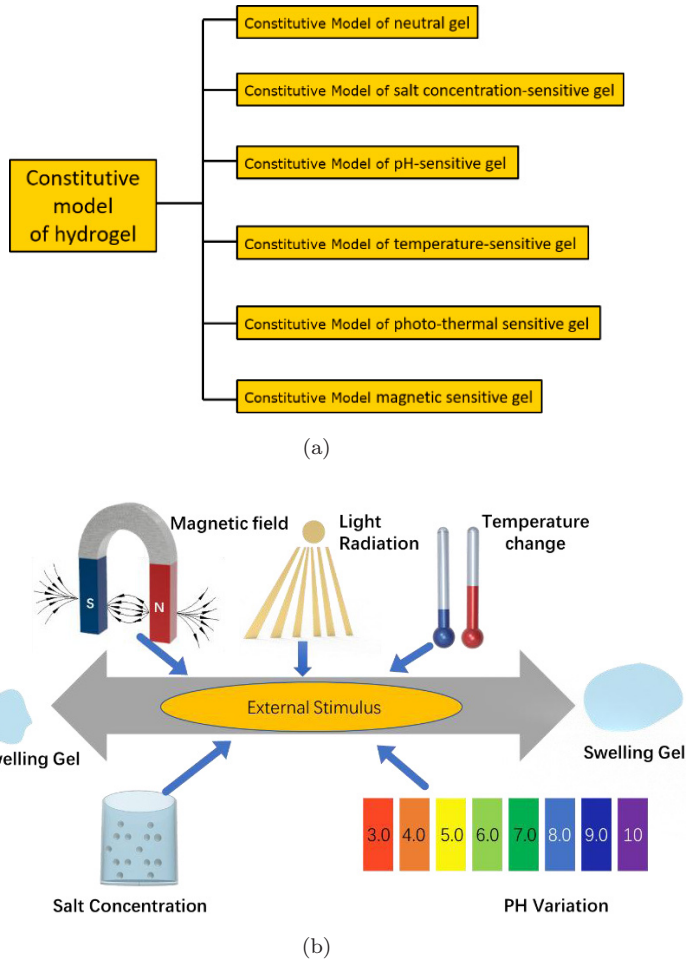 Constitutive Model of neutral gel
Constitutive Model of salt concentration-sensitive gel
Constitutive Model of pH-sensitive gel
Constitutive
model
of hydrogel
Constitutive Model of temperature-sensitive gel
Constitutive Model of photo-thermal sensitive gel
Constitutive Model magnetic sensitive gel
(a)
Magnetic field
Light
Radiation
Temperature
change
S
N
External Stimulus
welling Gel
Swelling Gel
3.0 4.0 5.0 6.0 7.0 8.0 9.0 10
Salt Concentration
PH Variation
(b)